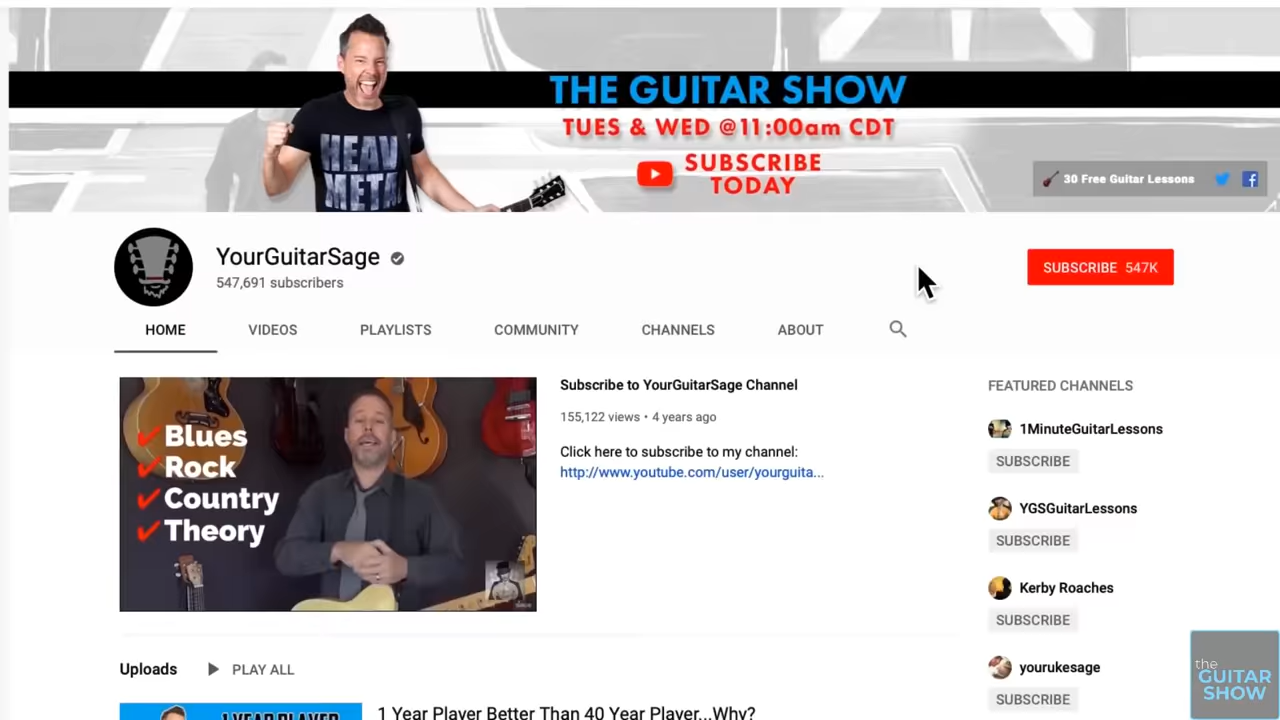 THE GUITAR SHOW
TUES & WED @11:00am CDT
SUBSCRIBE
TODAY
HEAVY
META
30 Free Guitar Lessons
YourGuitarSage
547,691 subscribers
SUBSCRIBE 547K
HOME
VIDEOS
PLAYLISTS
COMMUNITY
CHANNELS
ABOUT
Blues
Rock
Country
Theory
Subscribe to YourGuitarSage Channel
155,122 views • 4 years ago
Click here to subscribe to my channel:
http://www.youtube.com/user/yourguita...
FEATURED CHANNELS
1MinuteGuitarLessons
SUBSCRIBE
YGSGuitarLessons
SUBSCRIBE
Kerby Roaches
SUBSCRIBE
yourukesage
SUBSCRIBE
Uploads
PLAY ALL
1 YEAR PLAYER
1 Year Player Better Than 40 Year Player...Why?
the
GUITAR
SHOW